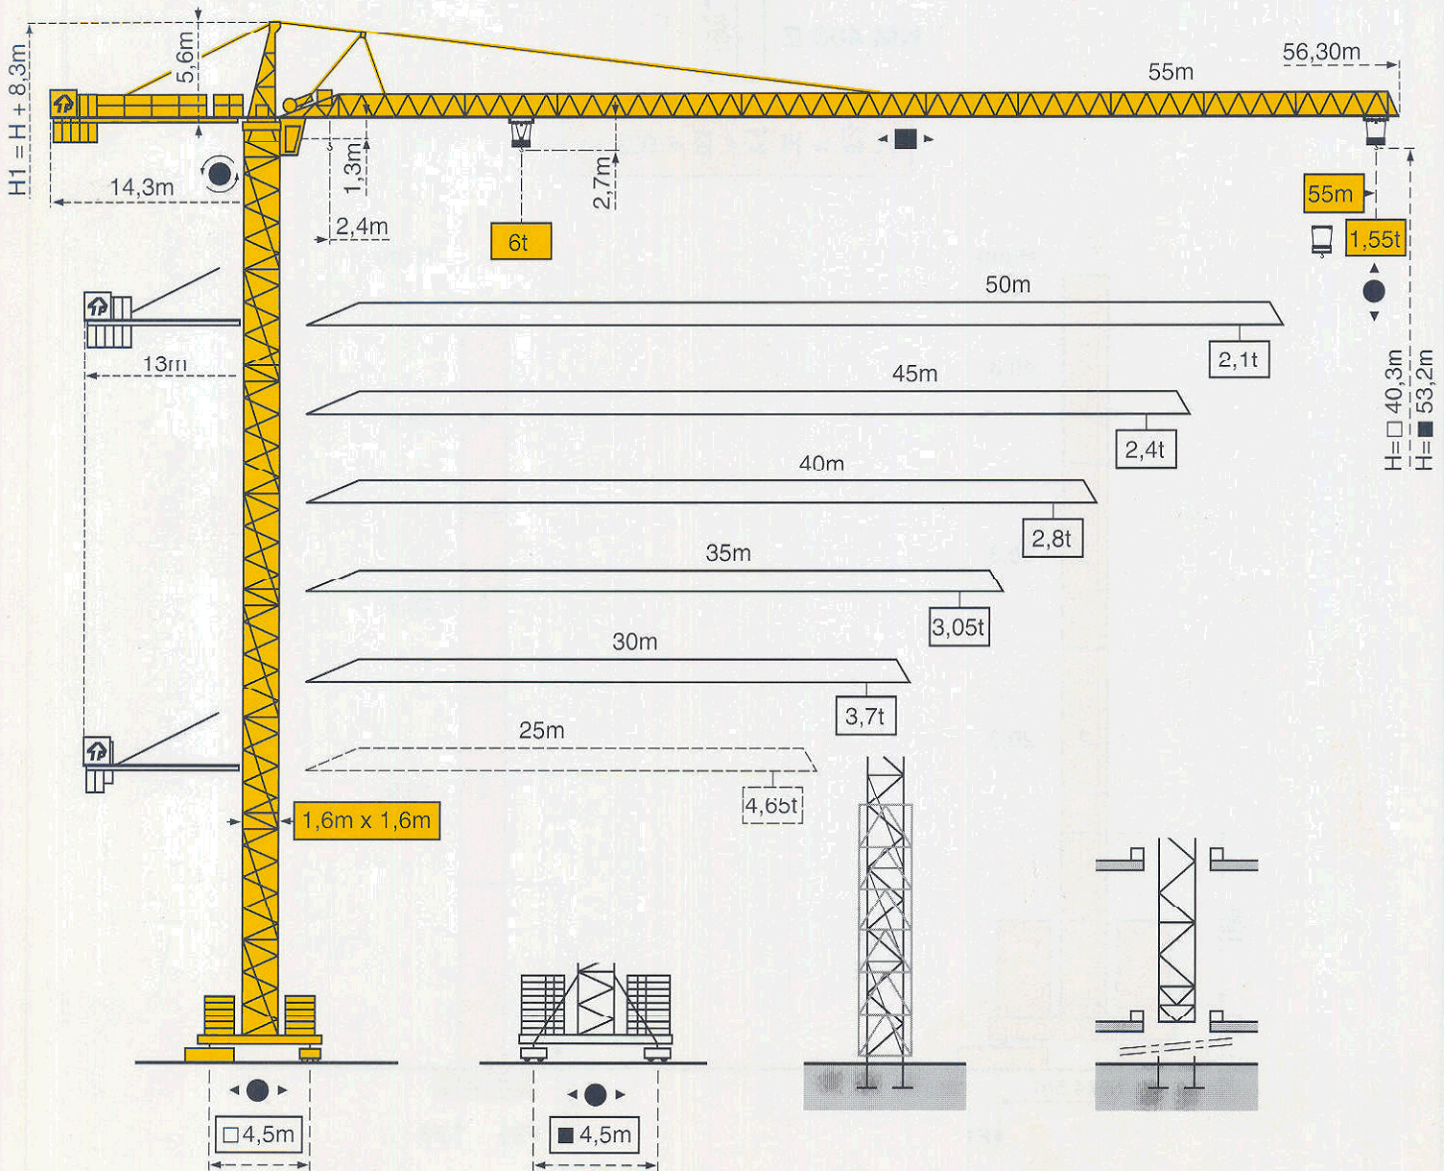 H1 = H + 8,3m
5,6m
14,3m
1,3m
2,4m
2,7m
6t
55m
56,30m
55m
1,55t
H=□ 40,3m
H=■ 53,2m
50m
2,1t
13m
45m
2,4t
40m
2,8t
35m
3,05t
30m
3,7t
25m
4,65t
1,6m x 1,6m
□ 4,5m
■ 4,5m